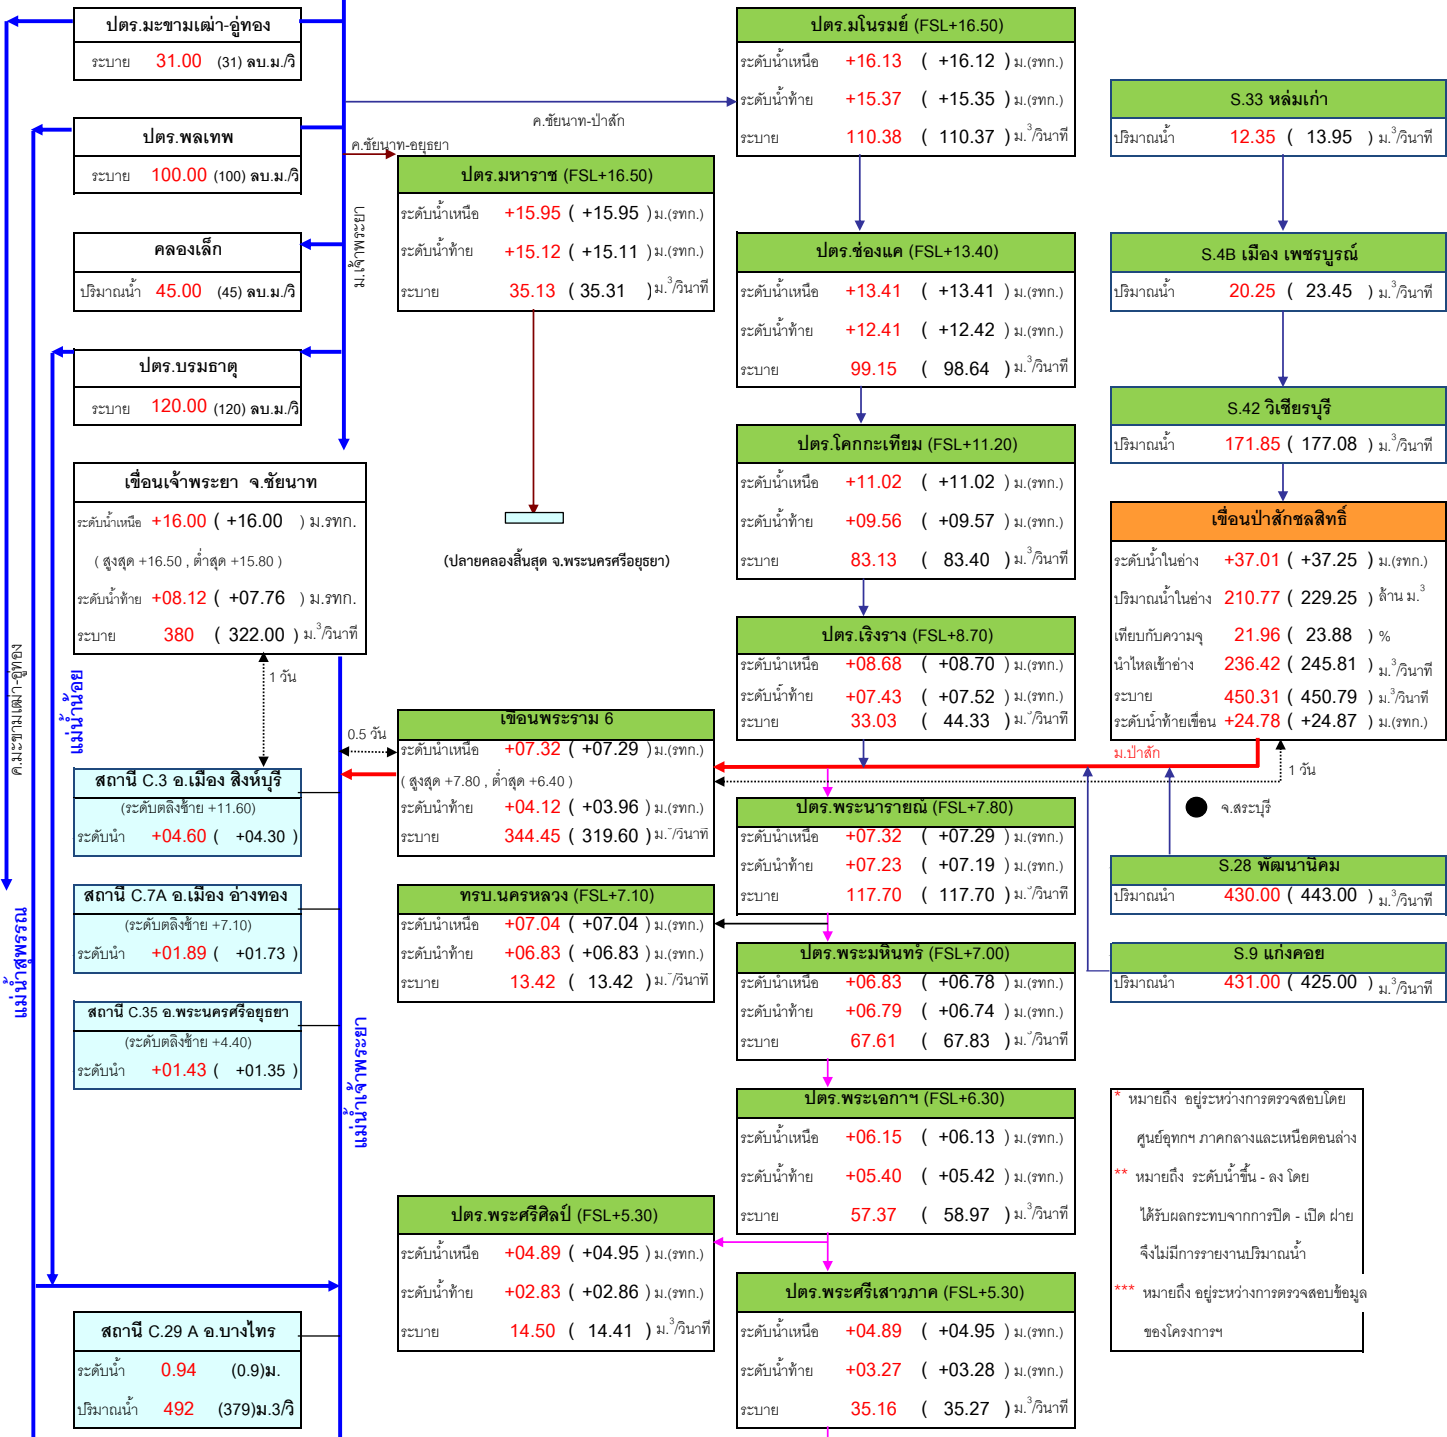 ปตร.มะขามเฒ่า-อู่ทอง
ระบาย 31.00 (31) ลบ.ม./วิ
ปตร.พลเทพ
ระบาย 100.00 (100) ลบ.ม./วิ
คลองเล็ก
ปริมาณน้ำ 45.00 (45) ลบ.ม./วิ
ปตร.บรมธาตุ
ระบาย 120.00 (120) ลบ.ม./วิ
เขื่อนเจ้าพระยา จ.ชัยนาท
ระดับน้ำเหนือ +16.00 ( +16.00 ) ม.รทก.
( สูงสุด +16.50 , ต่ำสุด +15.80 )
ระดับน้ำท้าย +08.12 ( +07.76 ) ม.รทก.
ระบาย 380 ( 322.00 ) ม.³/วินาที
1 วัน
สถานี C.3 อ.เมือง สิงห์บุรี
(ระดับตลิ่งซ้าย +11.60)
ระดับน้ำ +04.60 ( +04.30 )
สถานี C.7A อ.เมือง อ่างทอง
(ระดับตลิ่งซ้าย +7.10)
ระดับน้ำ +01.89 ( +01.73 )
สถานี C.35 อ.พระนครศรีอยุธยา
(ระดับตลิ่งซ้าย +4.40)
ระดับน้ำ +01.43 ( +01.35 )
สถานี C.29 A อ.บางไทร
ระดับน้ำ 0.94 (0.9)ม.
ปริมาณน้ำ 492 (379)ม.3/วิ
ค.มะขามเฒ่า-อู่ทอง
แม่น้ำสุพรรณ
แม่น้ำน้อย
ม.เจ้าพระยา
แม่น้ำเจ้าพระยา
ค.ชัยนาท-ป่าสัก
ค.ชัยนาท-อยุธยา
ปตร.มหาราช (FSL+16.50)
ระดับน้ำเหนือ +15.95 ( +15.95 ) ม.(รทก.)
ระดับน้ำท้าย +15.12 ( +15.11 ) ม.(รทก.)
ระบาย 35.13 ( 35.31 ) ม.³/วินาที
(ปลายคลองสิ้นสุด จ.พระนครศรีอยุธยา)
0.5 วัน
เขื่อนพระราม 6
ระดับน้ำเหนือ +07.32 ( +07.29 ) ม.(รทก.)
( สูงสุด +7.80 , ต่ำสุด +6.40 )
ระดับน้ำท้าย +04.12 ( +03.96 ) ม.(รทก.)
ระบาย 344.45 ( 319.60 ) ม.³/วินาที
ทรบ.นครหลวง (FSL+7.10)
ระดับน้ำเหนือ +07.04 ( +07.04 ) ม.(รทก.)
ระดับน้ำท้าย +06.83 ( +06.83 ) ม.(รทก.)
ระบาย 13.42 ( 13.42 ) ม.³/วินาที
ปตร.พระศรีศิลป์ (FSL+5.30)
ระดับน้ำเหนือ +04.89 ( +04.95 ) ม.(รทก.)
ระดับน้ำท้าย +02.83 ( +02.86 ) ม.(รทก.)
ระบาย 14.50 ( 14.41 ) ม.³/วินาที
ปตร.มโนรมย์ (FSL+16.50)
ระดับน้ำเหนือ +16.13 ( +16.12 ) ม.(รทก.)
ระดับน้ำท้าย +15.37 ( +15.35 ) ม.(รทก.)
ระบาย 110.38 ( 110.37 ) ม.³/วินาที
ปตร.ช่องแค (FSL+13.40)
ระดับน้ำเหนือ +13.41 ( +13.41 ) ม.(รทก.)
ระดับน้ำท้าย +12.41 ( +12.42 ) ม.(รทก.)
ระบาย 99.15 ( 98.64 ) ม.³/วินาที
ปตร.โคกกะเทียม (FSL+11.20)
ระดับน้ำเหนือ +11.02 ( +11.02 ) ม.(รทก.)
ระดับน้ำท้าย +09.56 ( +09.57 ) ม.(รทก.)
ระบาย 83.13 ( 83.40 ) ม.³/วินาที
ปตร.เริงราง (FSL+8.70)
ระดับน้ำเหนือ +08.68 ( +08.70 ) ม.(รทก.)
ระดับน้ำท้าย +07.43 ( +07.52 ) ม.(รทก.)
ระบาย 33.03 ( 44.33 ) ม.³/วินาที
ปตร.พระนารายณ์ (FSL+7.80)
ระดับน้ำเหนือ +07.32 ( +07.29 ) ม.(รทก.)
ระดับน้ำท้าย +07.23 ( +07.19 ) ม.(รทก.)
ระบาย 117.70 ( 117.70 ) ม.³/วินาที
ปตร.พระมหินทร์ (FSL+7.00)
ระดับน้ำเหนือ +06.83 ( +06.78 ) ม.(รทก.)
ระดับน้ำท้าย +06.79 ( +06.74 ) ม.(รทก.)
ระบาย 67.61 ( 67.83 ) ม.³/วินาที
ปตร.พระเอกาฯ (FSL+6.30)
ระดับน้ำเหนือ +06.15 ( +06.13 ) ม.(รทก.)
ระดับน้ำท้าย +05.40 ( +05.42 ) ม.(รทก.)
ระบาย 57.37 ( 58.97 ) ม.³/วินาที
ปตร.พระศรีเสาวภาค (FSL+5.30)
ระดับน้ำเหนือ +04.89 ( +04.95 ) ม.(รทก.)
ระดับน้ำท้าย +03.27 ( +03.28 ) ม.(รทก.)
ระบาย 35.16 ( 35.27 ) ม.³/วินาที
S.33 หล่มเก่า
ปริมาณน้ำ 12.35 ( 13.95 ) ม.³/วินาที
S.4B เมือง เพชรบูรณ์
ปริมาณน้ำ 20.25 ( 23.45 ) ม.³/วินาที
S.42 วิเชียรบุรี
ปริมาณน้ำ 171.85 ( 177.08 ) ม.³/วินาที
เขื่อนป่าสักชลสิทธิ์
ระดับน้ำในอ่าง +37.01 ( +37.25 ) ม.(รทก.)
ปริมาณน้ำในอ่าง 210.77 ( 229.25 ) ล้าน ม.³
เทียบกับความจุ 21.96 ( 23.88 ) %
น้ำไหลเข้าอ่าง 236.42 ( 245.81 ) ม.³/วินาที
ระบาย 450.31 ( 450.79 ) ม.³/วินาที
ระดับน้ำท้ายเขื่อน +24.78 ( +24.87 ) ม.(รทก.)
ม.ป่าสัก
1 วัน
จ.สระบุรี
S.28 พัฒนานิคม
ปริมาณน้ำ 430.00 ( 443.00 ) ม.³/วินาที
S.9 แก่งคอย
ปริมาณน้ำ 431.00 ( 425.00 ) ม.³/วินาที
* หมายถึง อยู่ระหว่างการตรวจสอบโดย
ศูนย์อุทกฯ ภาคกลางและเหนือตอนล่าง
** หมายถึง ระดับน้ำขึ้น - ลง โดย
ได้รับผลกระทบจากการปิด - เปิด ฝาย
จึงไม่มีการรายงานปริมาณน้ำ
*** หมายถึง อยู่ระหว่างการตรวจสอบข้อมูล
ของโครงการฯ